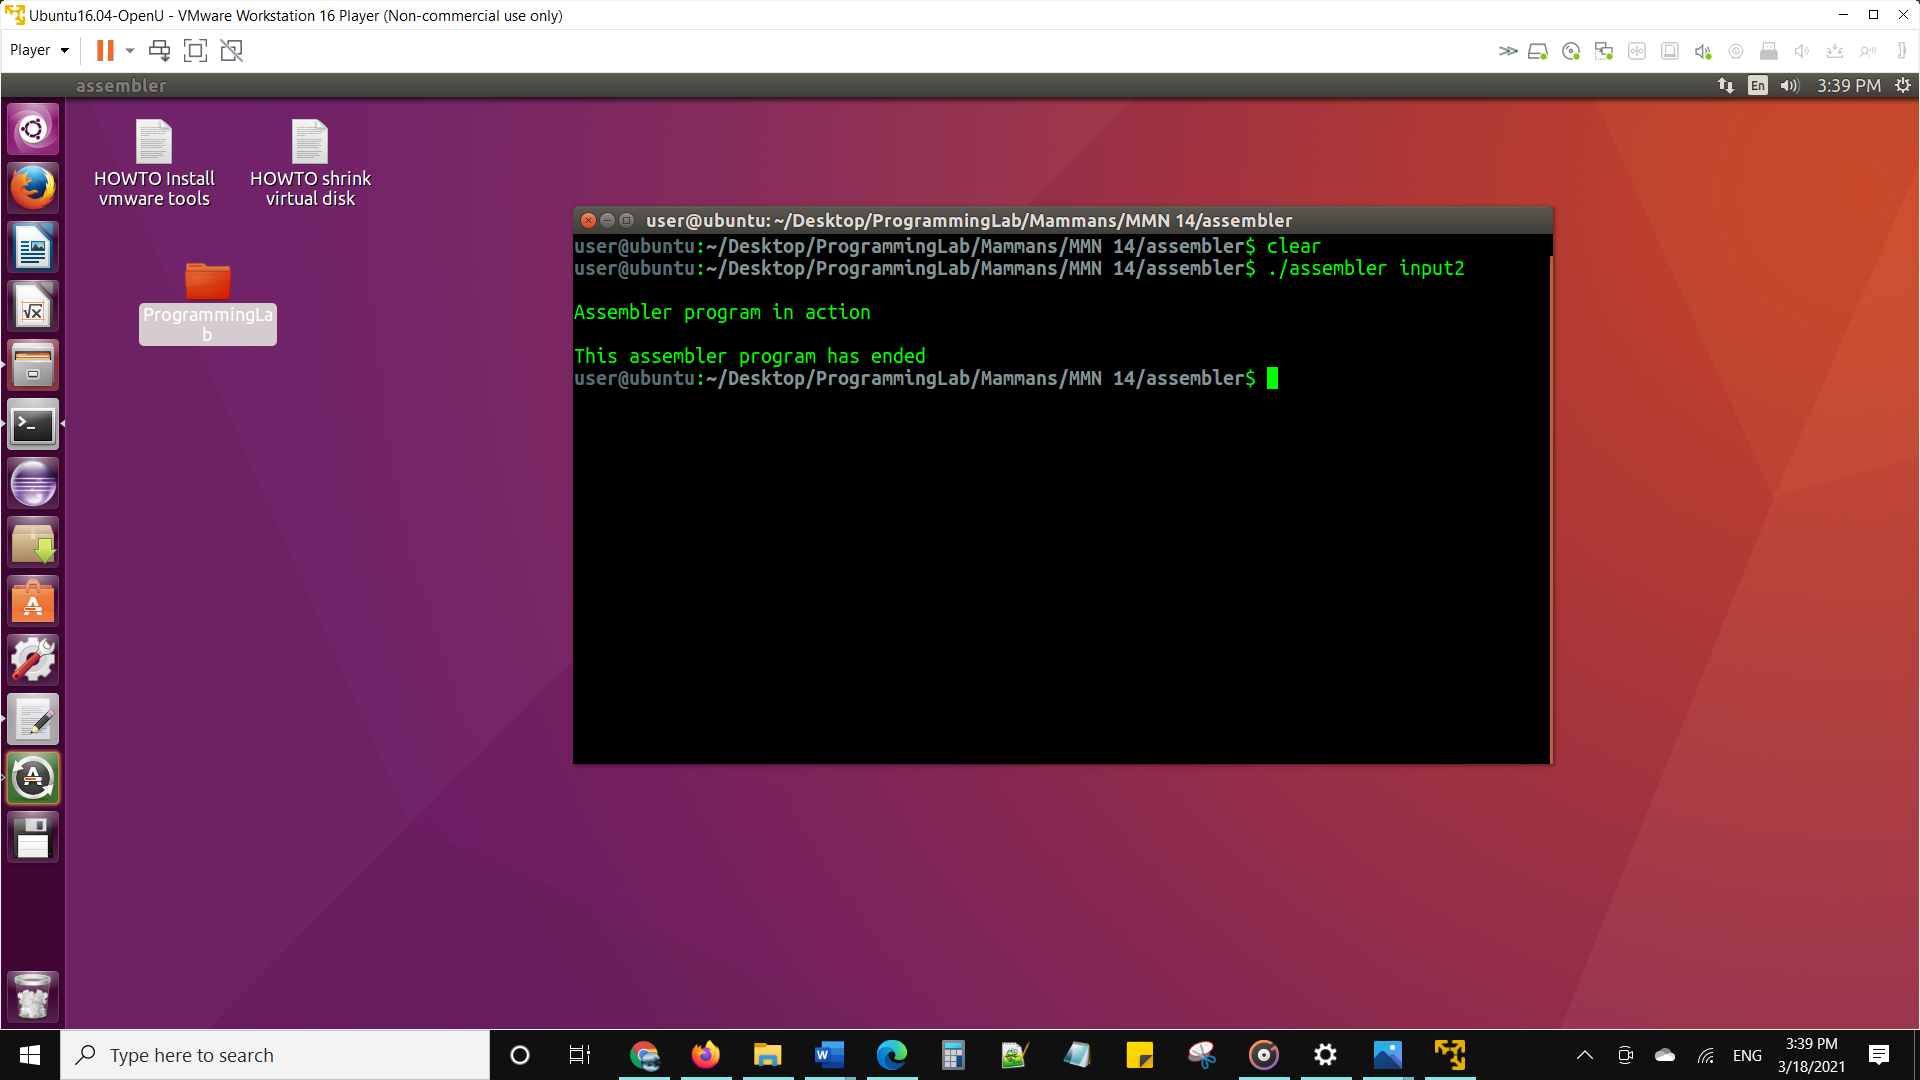 Ubuntu16.04-OpenU - VMware Workstation 16 Player (Non-commercial use only)
Player
assembler
En
3:39 PM
HOWTO Install
vmware tools
HOWTO shrink
virtual disk
ProgrammingLa
b
user@ubuntu: ~/Desktop/ProgrammingLab/Mammans/MMN 14/assembler
user@ubuntu:~/Desktop/ProgrammingLab/Mammans/MMN 14/assembler$ clear
user@ubuntu:~/Desktop/ProgrammingLab/Mammans/MMN 14/assembler$ ./assembler input2
Assembler program in action
This assembler program has ended
user@ubuntu:~/Desktop/ProgrammingLab/Mammans/MMN 14/assembler$
Type here to search
ENG
3:39 PM
3/18/2021